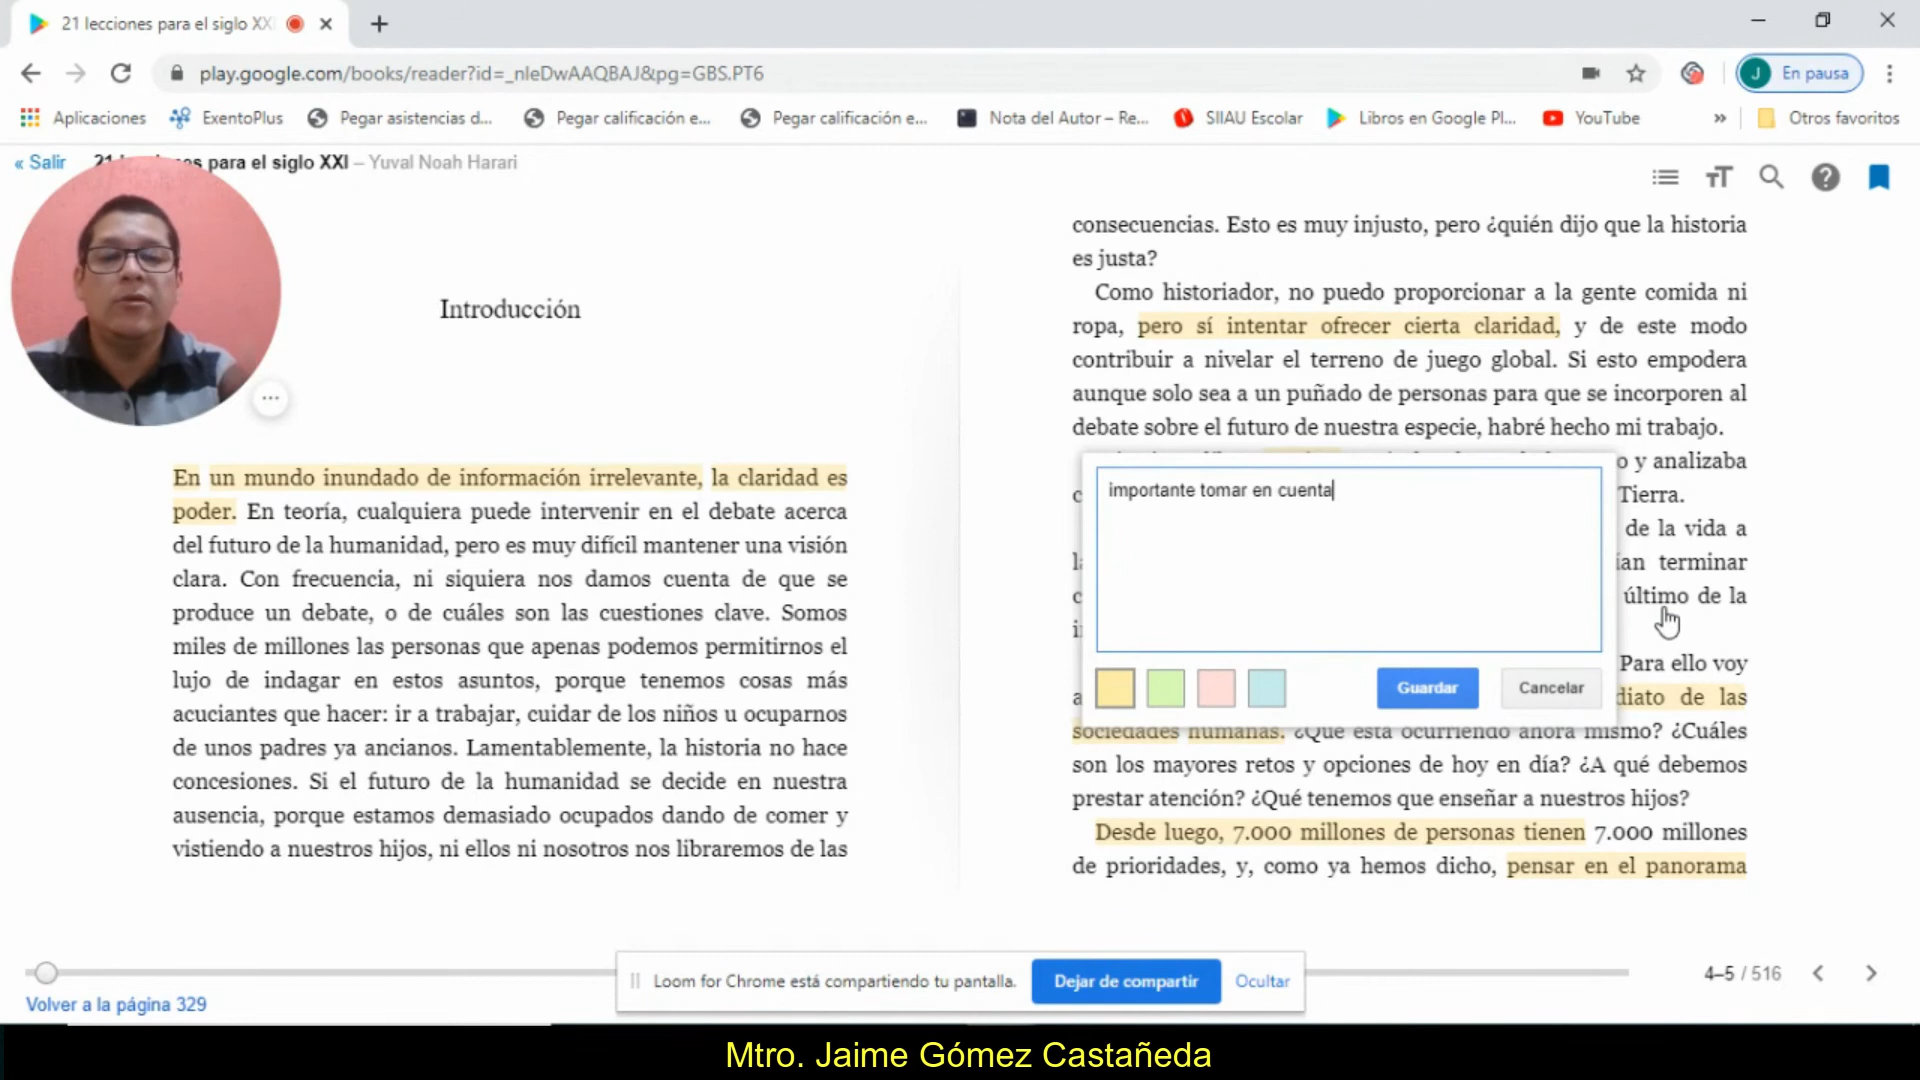 21 lecciones para el siglo XX
play.google.com/books/reader?id=_nleDwAAQBAJ&pg=GBS.PT6
J En pausa
Aplicaciones ExentoPlus Pegar asistencias d... Pegar calificación e... Pegar calificación e... Nota del Autor – Re... SIIAU Escolar Libros en Google Pl... YouTube » Otros favoritos
« Salir 21 es para el siglo XXI – Yuval Noah Harari
Introducción
En un mundo inundado de información irrelevante, la claridad es
poder. En teoría, cualquiera puede intervenir en el debate acerca
del futuro de la humanidad, pero es muy difícil mantener una visión
clara. Con frecuencia, ni siquiera nos damos cuenta de que se
produce un debate, o de cuáles son las cuestiones clave. Somos
miles de millones las personas que apenas podemos permitirnos el
lujo de indagar en estos asuntos, porque tenemos cosas más
acuciantes que hacer: ir a trabajar, cuidar de los niños u ocuparnos
de unos padres ya ancianos. Lamentablemente, la historia no hace
concesiones. Si el futuro de la humanidad se decide en nuestra
ausencia, porque estamos demasiado ocupados dando de comer y
vistiendo a nuestros hijos, ni ellos ni nosotros nos libraremos de las
consecuencias. Esto es muy injusto, pero ¿quién dijo que la historia
es justa?
Como historiador, no puedo proporcionar a la gente comida ni
ropa, pero sí intentar ofrecer cierta claridad, y de este modo
contribuir a nivelar el terreno de juego global. Si esto empodera
aunque solo sea a un puñado de personas para que se incorporen al
debate sobre el futuro de nuestra especie, habré hecho mi trabajo.
o y analizaba
Tierra.
de la vida a
terminar
último de la
Para ello voy
diato de las
sociedades humanas. ¿Qué está ocurriendo ahora mismo? ¿Cuáles
son los mayores retos y opciones de hoy en día? ¿A qué debemos
prestar atención? ¿Qué tenemos que enseñar a nuestros hijos?
Desde luego, 7.000 millones de personas tienen 7.000 millones
de prioridades, y, como ya hemos dicho, pensar en el panorama
importante tomar en cuenta
Guardar Cancelar
4–5 / 516
Volver a la página 329
Loom for Chrome está compartiendo tu pantalla. Dejar de compartir Ocultar
Mtro. Jaime Gómez Castañeda